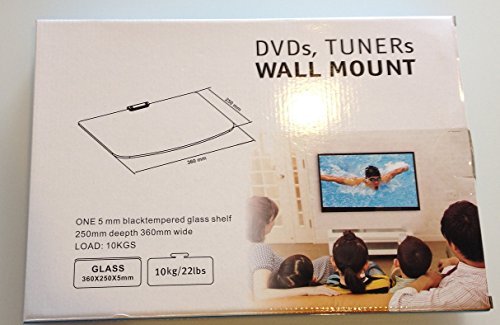 DVDs, TUNERs
WALL MOUNT
250 mm
360 mm
ONE 5 mm blacktempered glass shelf
250mm deepth 360mm wide
LOAD: 10KGS
GLASS
360X250X5mm
10kg/22lbs